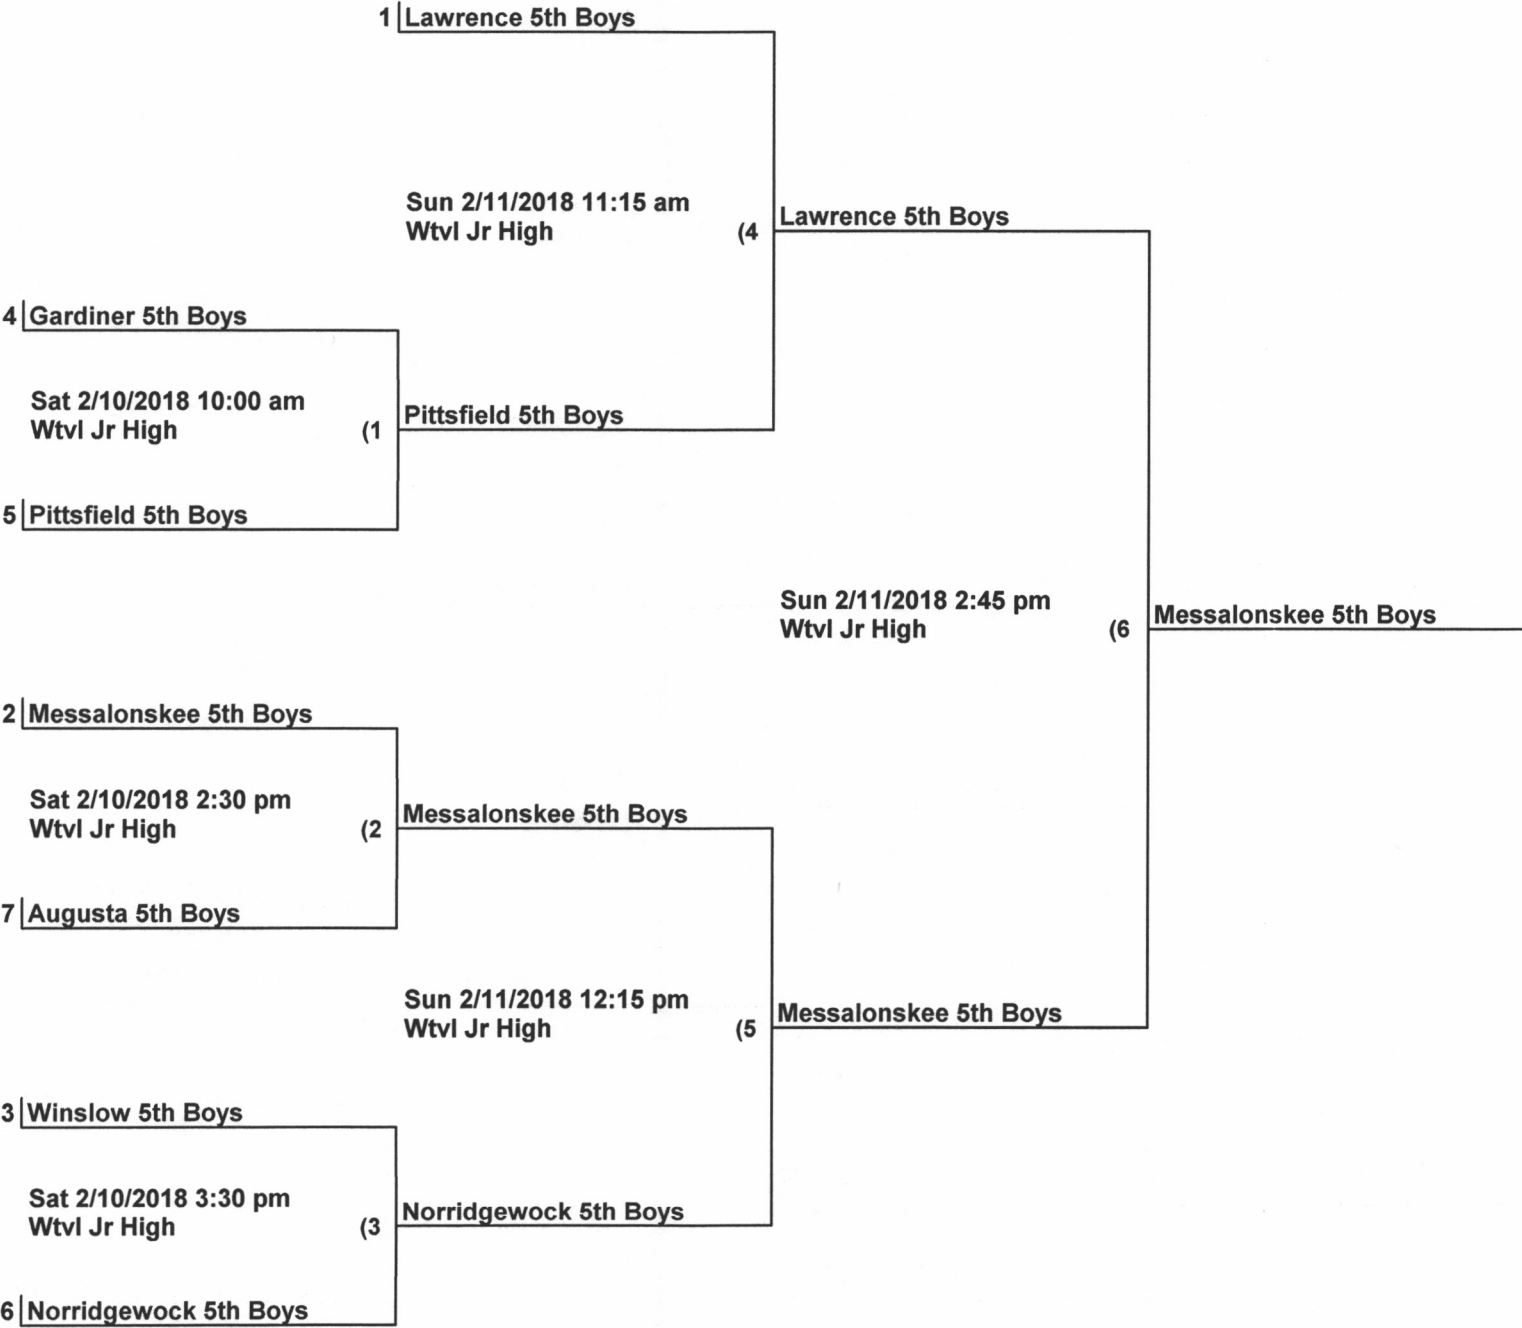 1 Lawrence 5th Boys
Sun 2/11/2018 11:15 am
Wtvl Jr High (4
Lawrence 5th Boys
4 Gardiner 5th Boys
Sat 2/10/2018 10:00 am
Wtvl Jr High (1
Pittsfield 5th Boys
5 Pittsfield 5th Boys
Sun 2/11/2018 2:45 pm
Wtvl Jr High (6
Messalonskee 5th Boys
2 Messalonskee 5th Boys
Sat 2/10/2018 2:30 pm
Wtvl Jr High (2
Messalonskee 5th Boys
7 Augusta 5th Boys
Sun 2/11/2018 12:15 pm
Wtvl Jr High (5
Messalonskee 5th Boys
3 Winslow 5th Boys
Sat 2/10/2018 3:30 pm
Wtvl Jr High (3
Norridgewock 5th Boys
6 Norridgewock 5th Boys